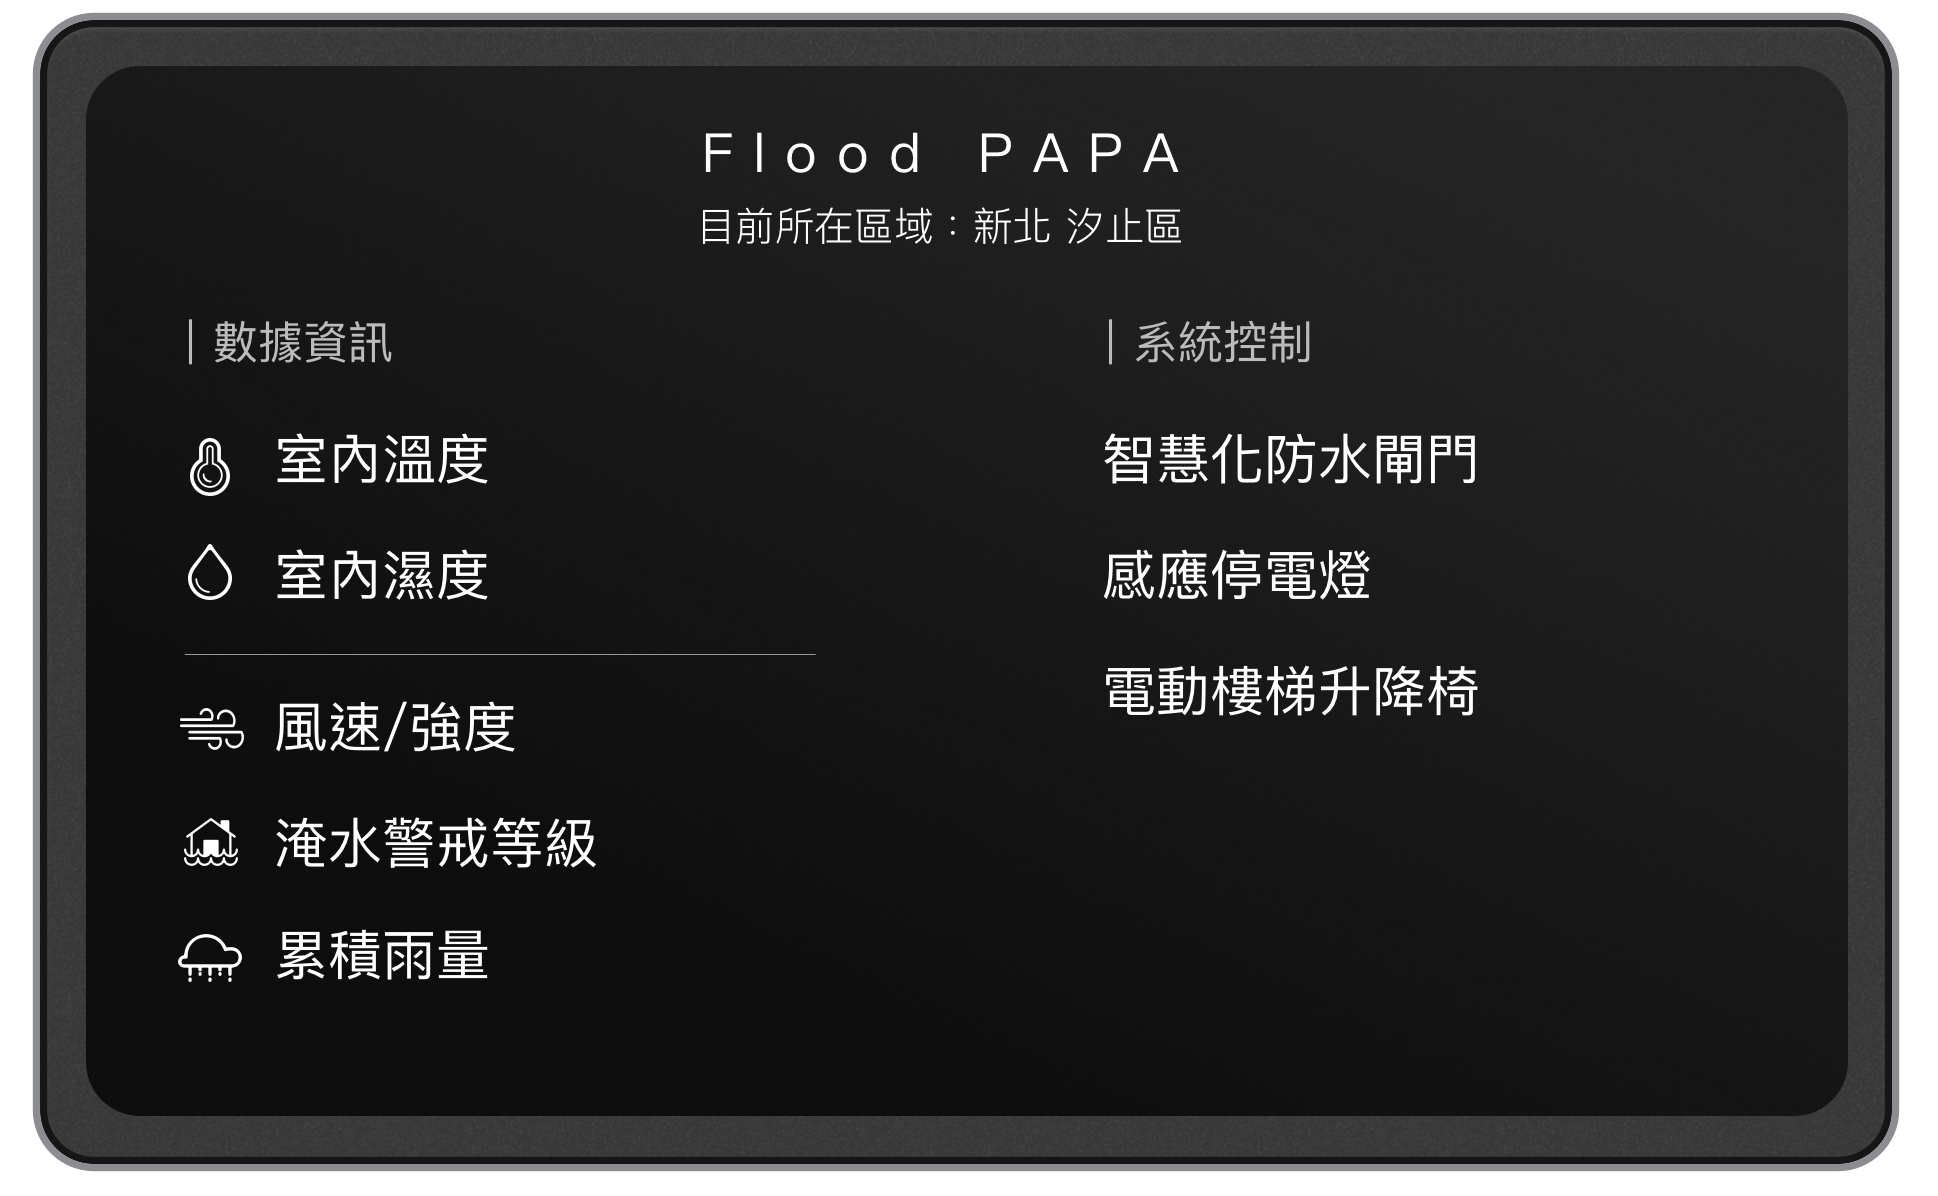 Flood PAPA
目前所在區域：新北 汐止區
數據資訊
室內溫度
室內濕度
風速/強度
淹水警戒等級
累積雨量
系統控制
智慧化防水閘門
感應停電燈
電動樓梯升降椅